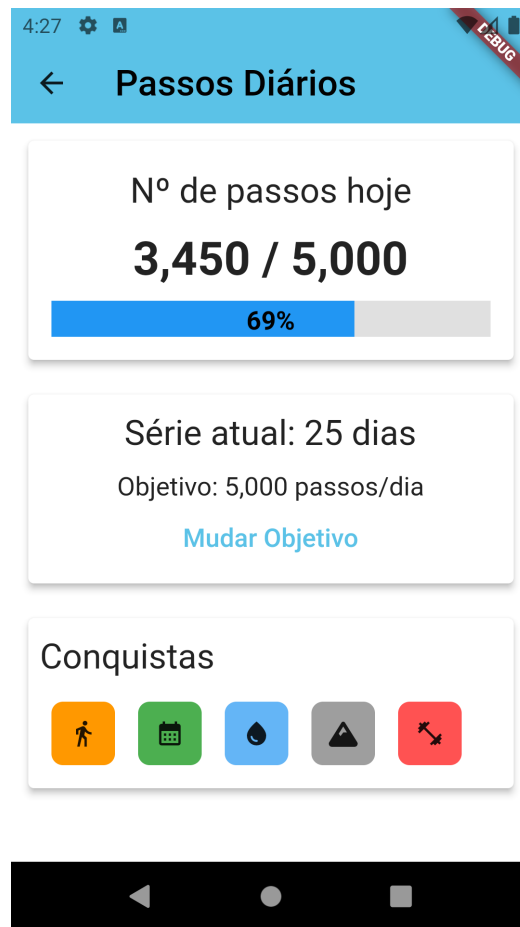 4:27
DEBUG
Passos Diários
Nº de passos hoje
3,450 / 5,000
69%
Série atual: 25 dias
Objetivo: 5,000 passos/dia
Mudar Objetivo
Conquistas